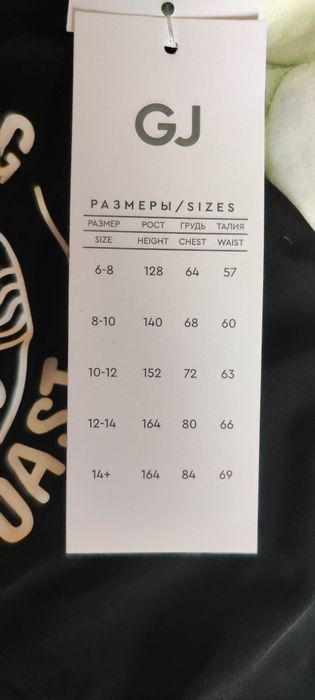 GJ
РАЗМЕРЫ/SIZES
РАЗМЕР РОСТ ГРУДЬ ТАЛИЯ
SIZE HEIGHT CHEST WAIST
6-8 128 64 57
8-10 140 68 60
10-12 152 72 63
12-14 164 80 66
14+ 164 84 69